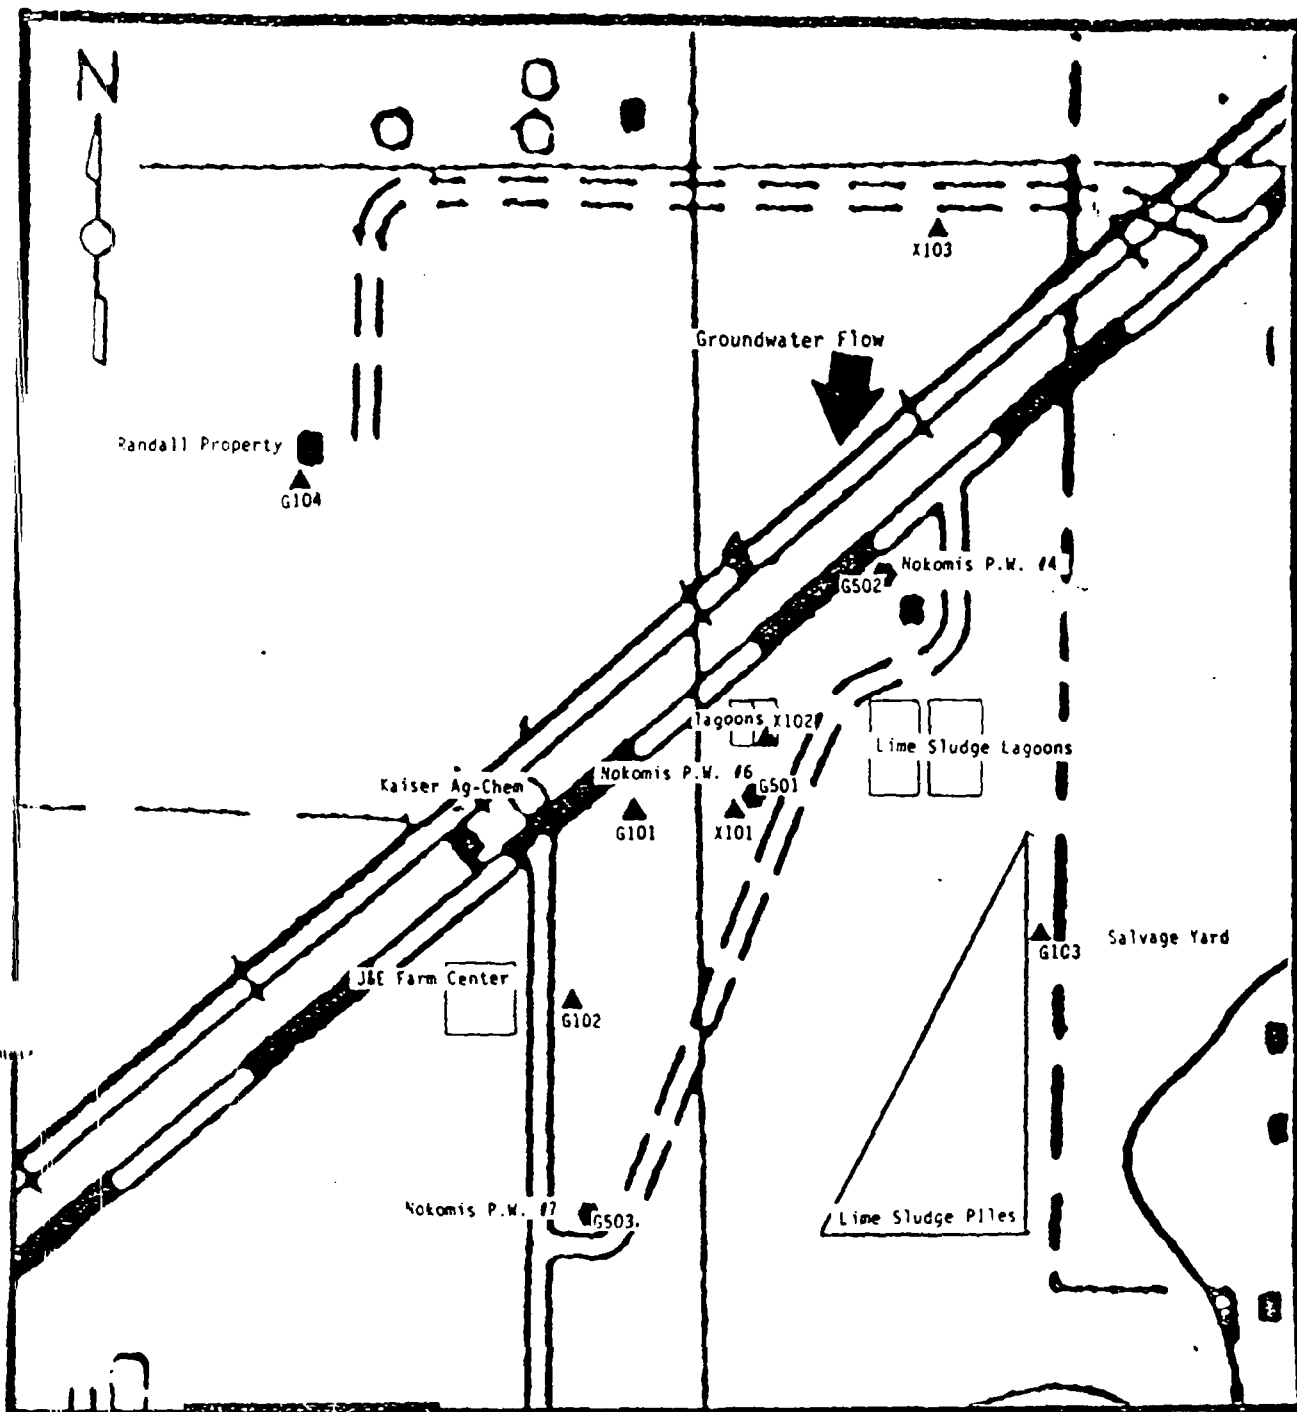 N
X103
Groundwater Flow
Randall Property
G104
Nokomis P.W. #4
G502
lagoons X102
Lime Sludge Lagoons
Nokomis P.W. #6
Kaiser Ag-Chem
G501
G101
X101
G103
Salvage Yard
J&E Farm Center
G102
Nokomis P.W. #7
G503
Lime Sludge Piles